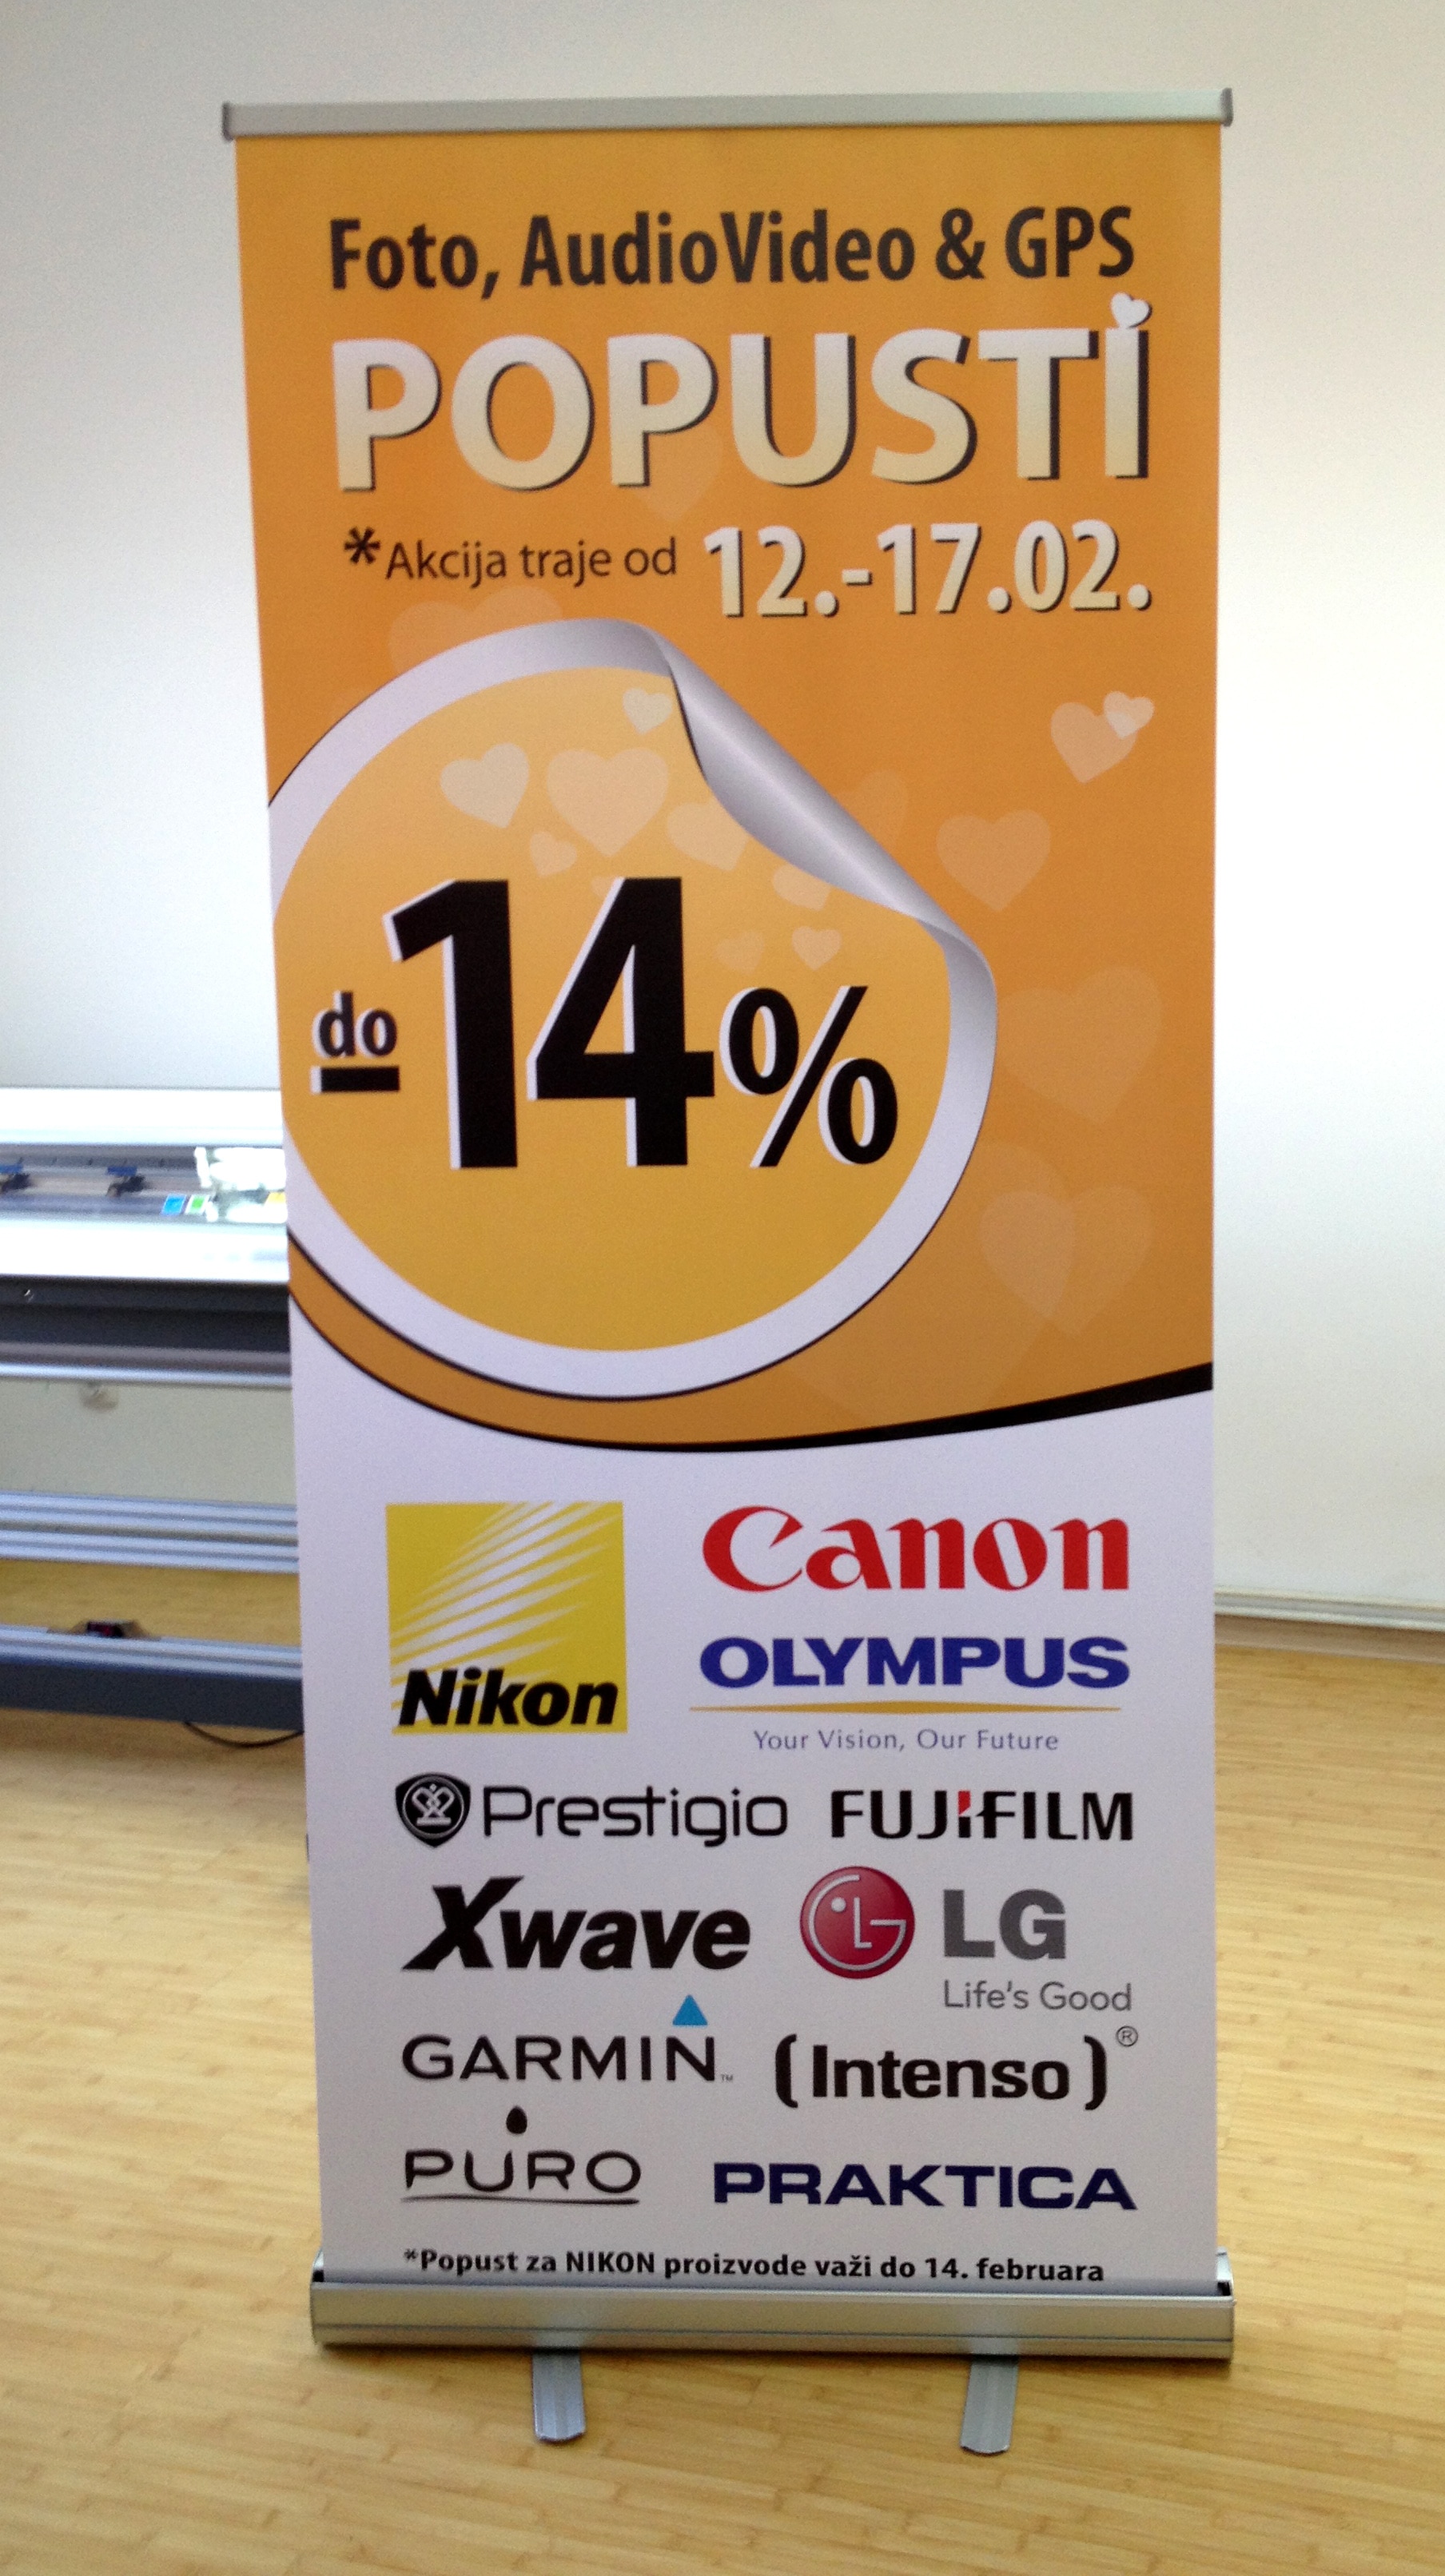 Foto, AudioVideo & GPS
POPUSTI
*Akcija traje od 12.-17.02.
do 14%
Nikon
Canon
OLYMPUS
Your Vision, Our Future
Prestigio
FUJIFILM
Xwave
LG
Life's Good
GARMIN™
(Intenso)®
PURO
PRAKTICA
*Popust za NIKON proizvode važi do 14. februara